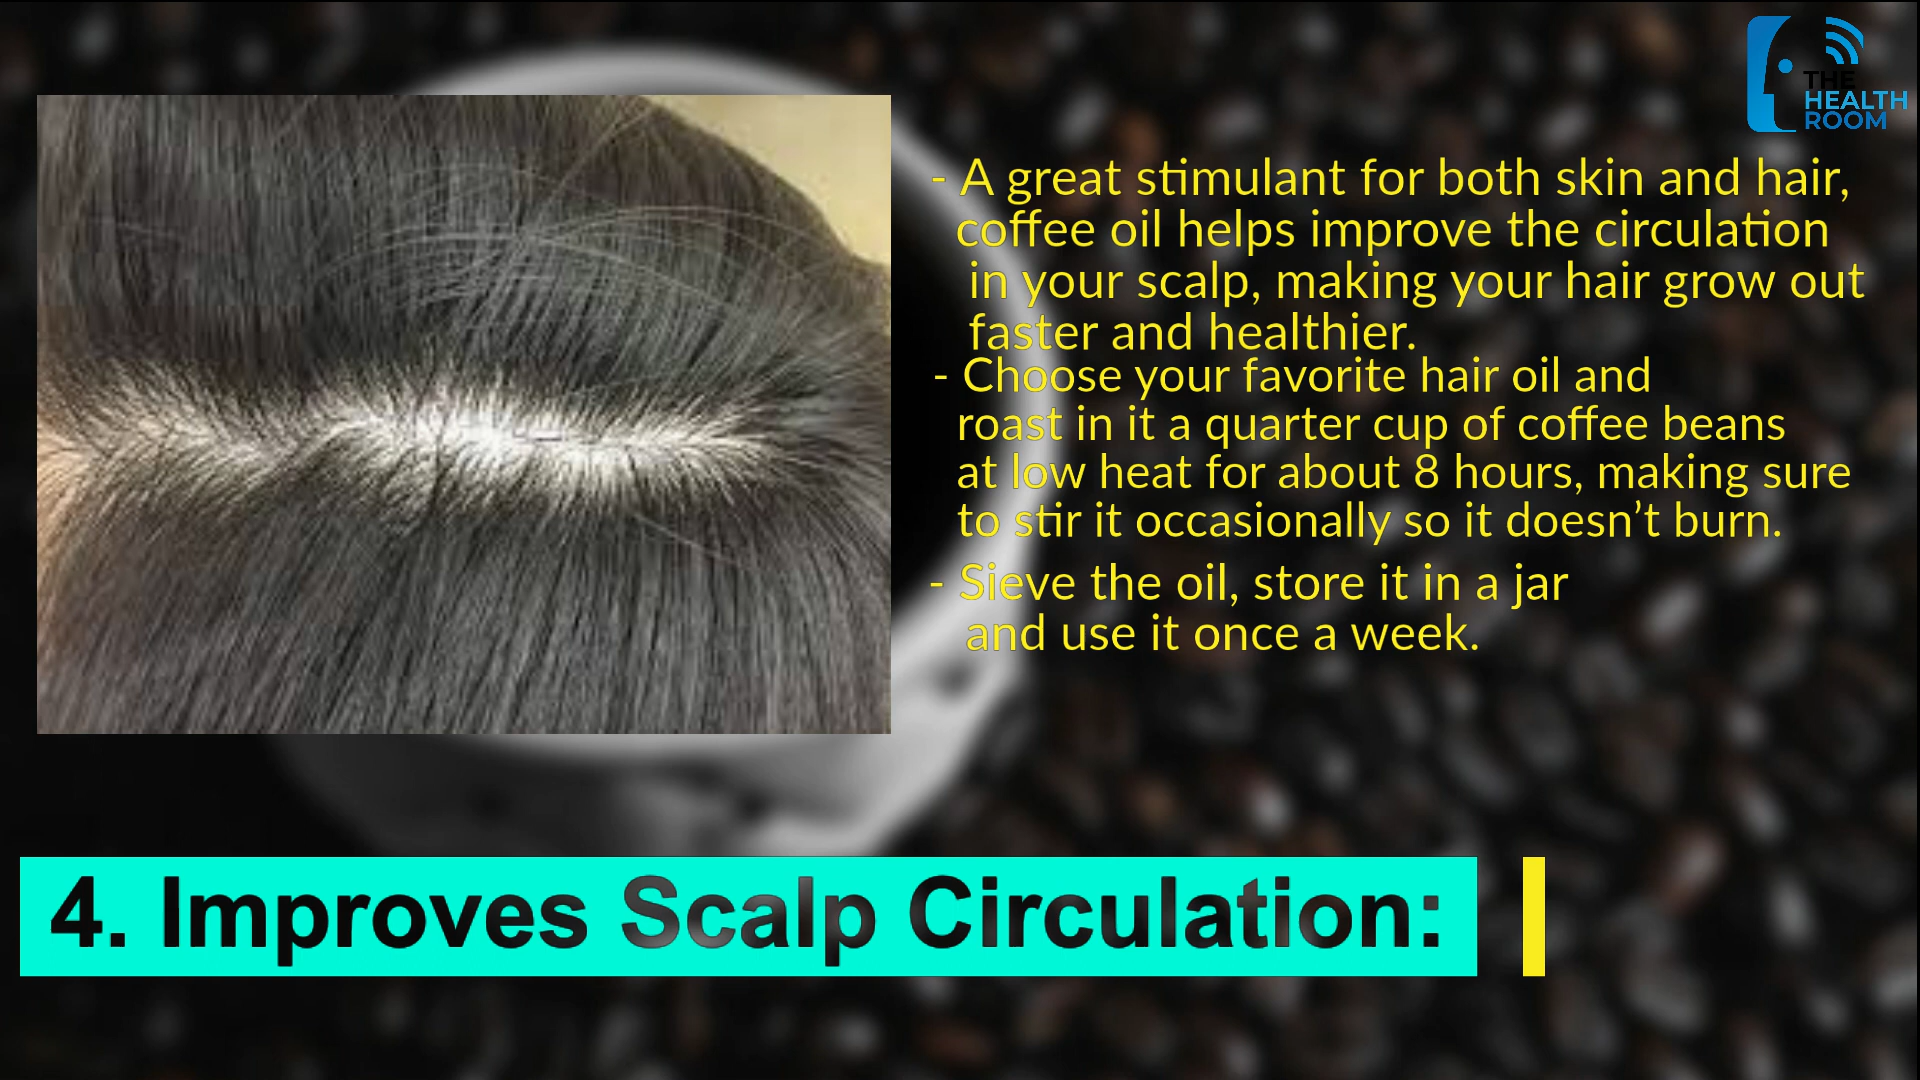 THE
HEALTH
ROOM
- A great stimulant for both skin and hair,
coffee oil helps improve the circulation
in your scalp, making your hair grow out
faster and healthier.
- Choose your favorite hair oil and
roast in it a quarter cup of coffee beans
at low heat for about 8 hours, making sure
to stir it occasionally so it doesn’t burn.
- Sieve the oil, store it in a jar
and use it once a week.
4. Improves Scalp Circulation: